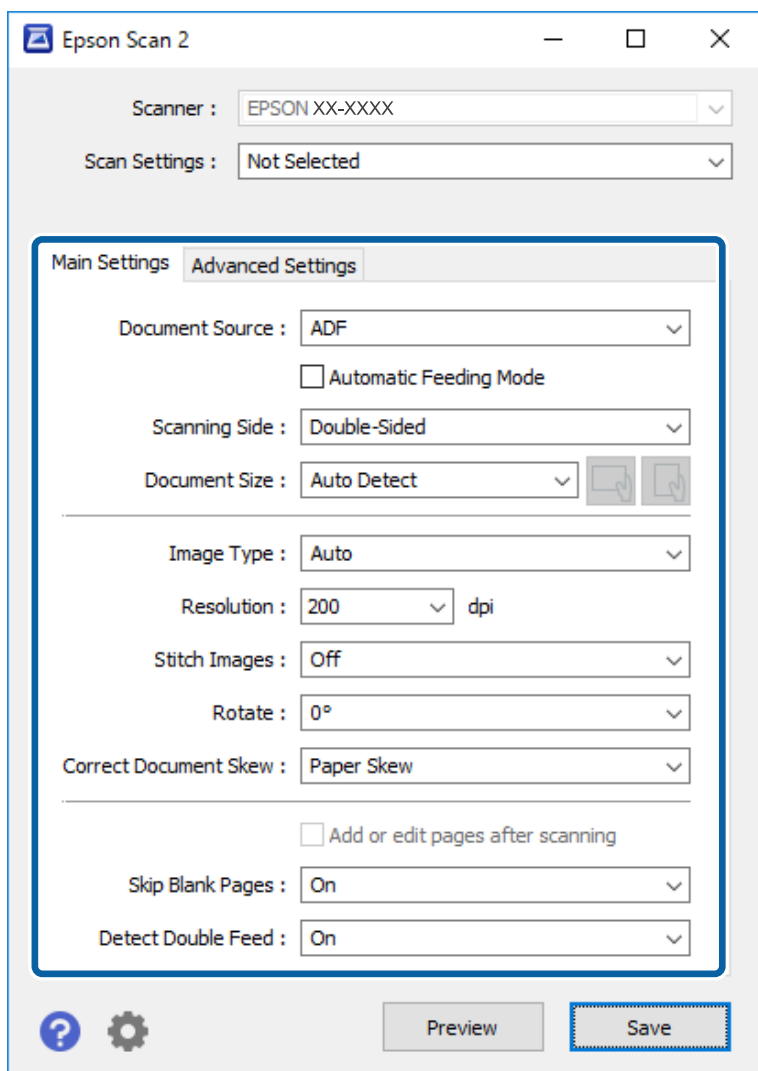 Epson Scan 2
Scanner : EPSON XX-XXXX
Scan Settings : Not Selected
Main Settings Advanced Settings
Document Source : ADF
Automatic Feeding Mode
Scanning Side : Double-Sided
Document Size : Auto Detect
Image Type : Auto
Resolution : 200 dpi
Stitch Images : Off
Rotate : 0°
Correct Document Skew : Paper Skew
Add or edit pages after scanning
Skip Blank Pages : On
Detect Double Feed : On
? Preview Save